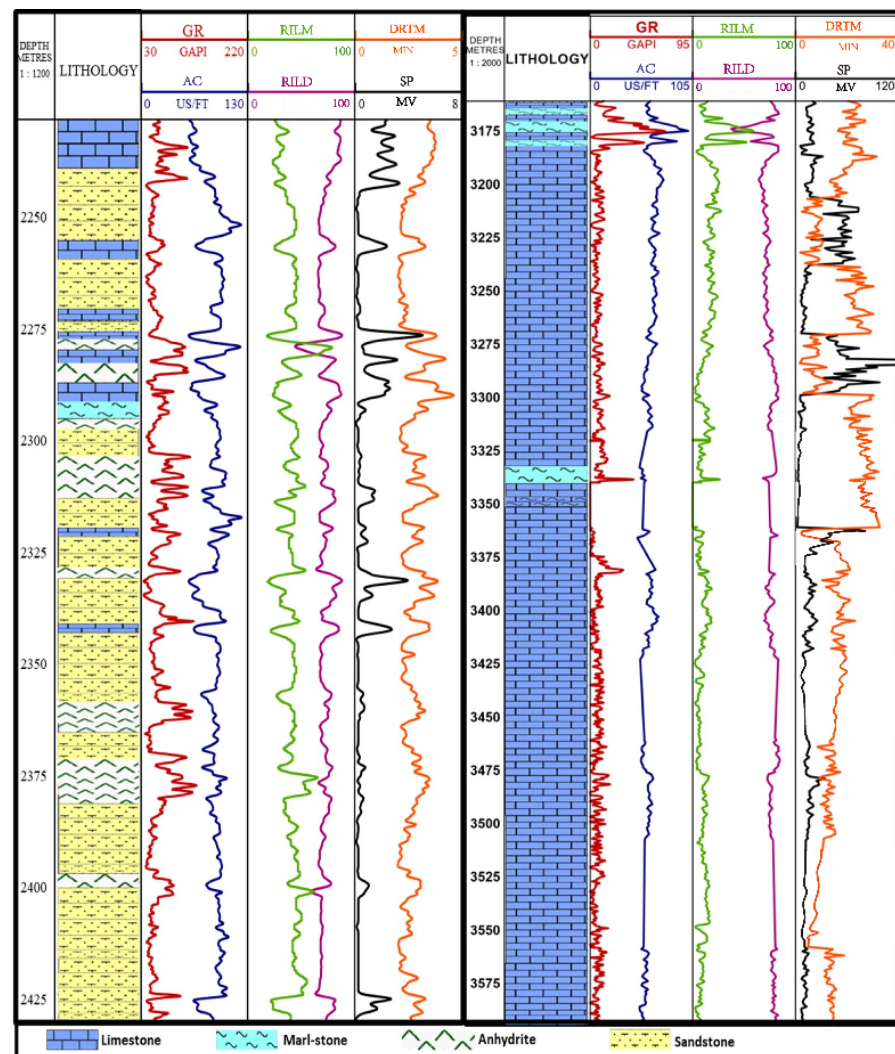 DEPTH
METRES
1 : 1200
LITHOLOGY
GR
30 GAPI 220
AC
0 US/FT 130
RILM
0 100
RILD
0 100
DRTM
0 MIN 5
SP
0 MV 8
2250
2275
2300
2325
2350
2375
2400
2425
DEPTH
METRES
1 : 2000
LITHOLOGY
GR
0 GAPI 95
AC
0 US/FT 105
RILM
0 100
RILD
0 100
DRTM
0 MIN 40
SP
0 MV 120
3175
3200
3225
3250
3275
3300
3325
3350
3375
3400
3425
3450
3475
3500
3525
3550
3575
Limestone Marl-stone Anhydrite Sandstone